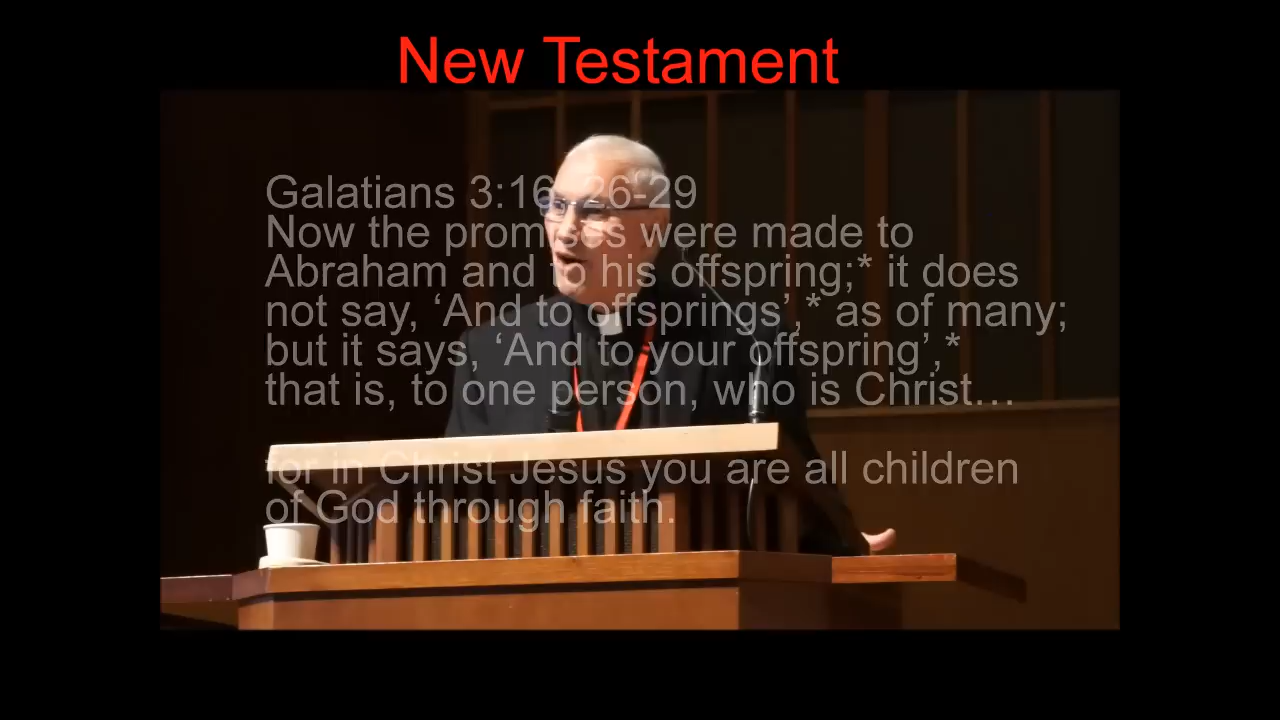 New Testament
Galatians 3:16, 26-29
Now the promises were made to
Abraham and to his offspring;* it does
not say, ‘And to offsprings’,* as of many;
but it says, ‘And to your offspring’,*
that is, to one person, who is Christ…
for in Christ Jesus you are all children
of God through faith.